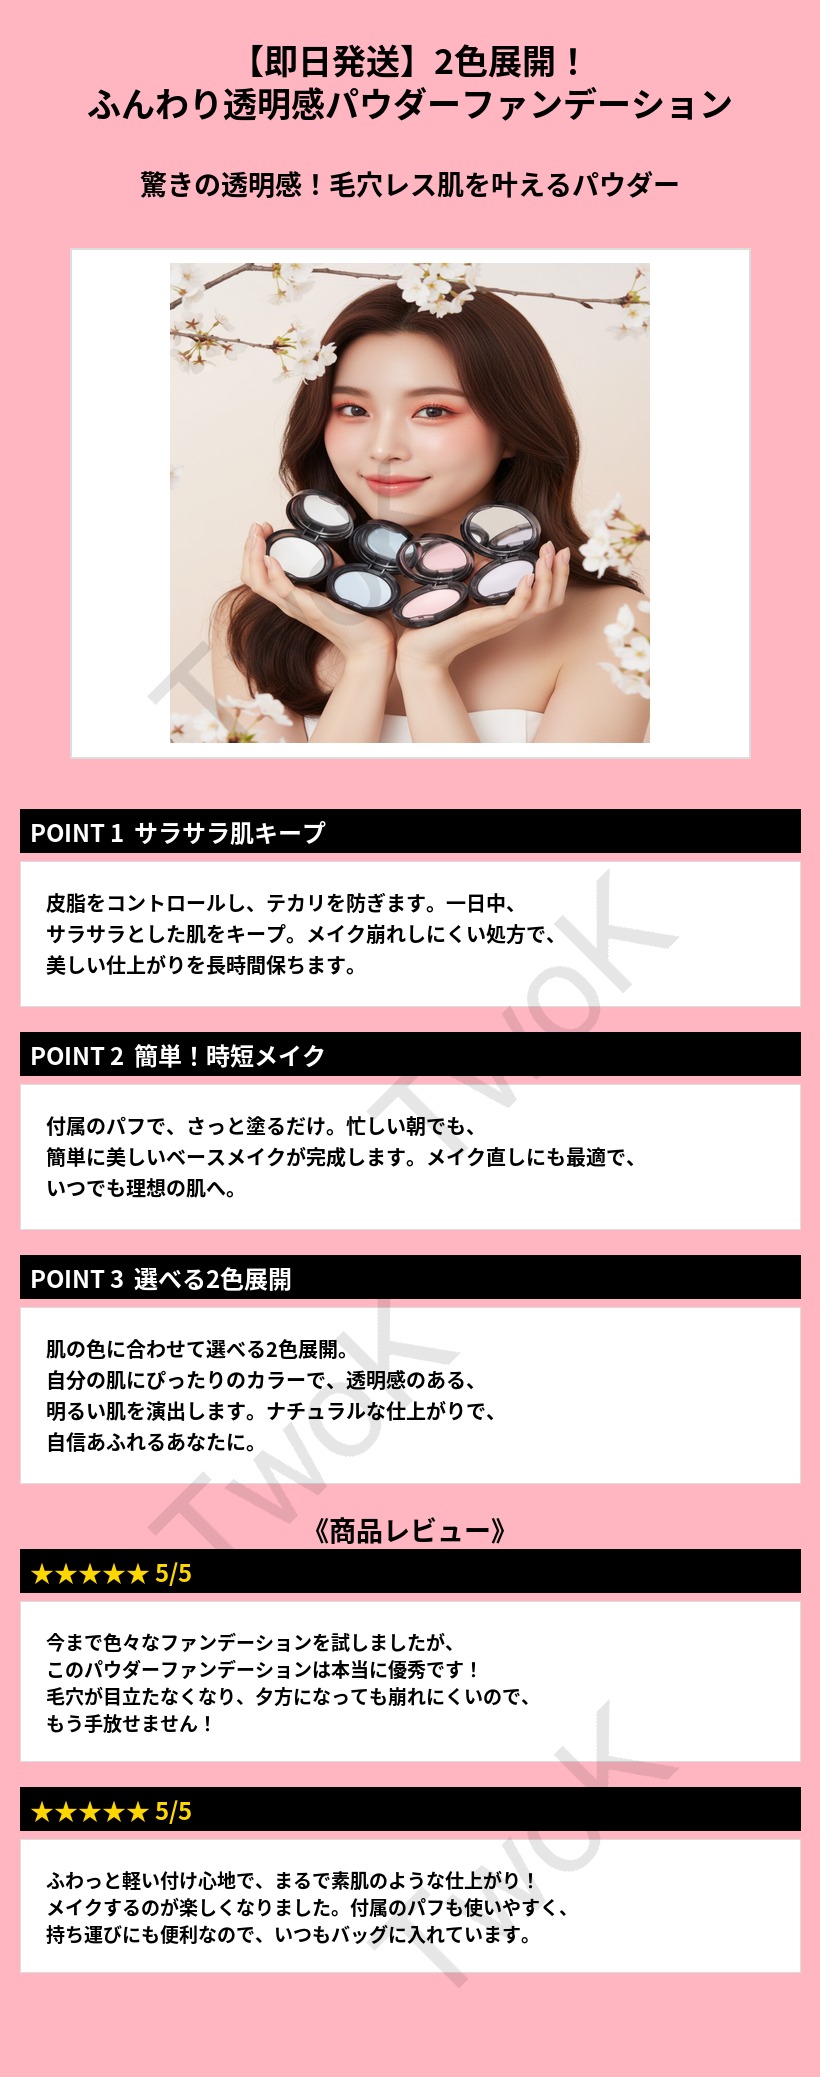 【即日発送】2色展開！
ふんわり透明感パウダーファンデーション
驚きの透明感！毛穴レス肌を叶えるパウダー
POINT 1 サラサラ肌キープ
皮脂をコントロールし、テカリを防ぎます。一日中、
サラサラとした肌をキープ。メイク崩れしにくい処方で、
美しい仕上がりを長時間保ちます。
POINT 2 簡単！時短メイク
付属のパフで、さっと塗るだけ。忙しい朝でも、
簡単に美しいベースメイクが完成します。メイク直しにも最適で、
いつでも理想の肌へ。
POINT 3 選べる2色展開
肌の色に合わせて選べる2色展開。
自分の肌にぴったりのカラーで、透明感のある、
明るい肌を演出します。ナチュラルな仕上がりで、
自信あふれるあなたに。
《商品レビュー》
★★★★★ 5/5
今まで色々なファンデーションを試しましたが、
このパウダーファンデーションは本当に優秀です！
毛穴が目立たなくなり、夕方になっても崩れにくいので、
もう手放せません！
★★★★★ 5/5
ふわっと軽い付け心地で、まるで素肌のような仕上がり！
メイクするのが楽しくなりました。付属のパフも使いやすく、
持ち運びにも便利なので、いつもバッグに入れています。
TwoK
TwoK
TwoK
TwoK